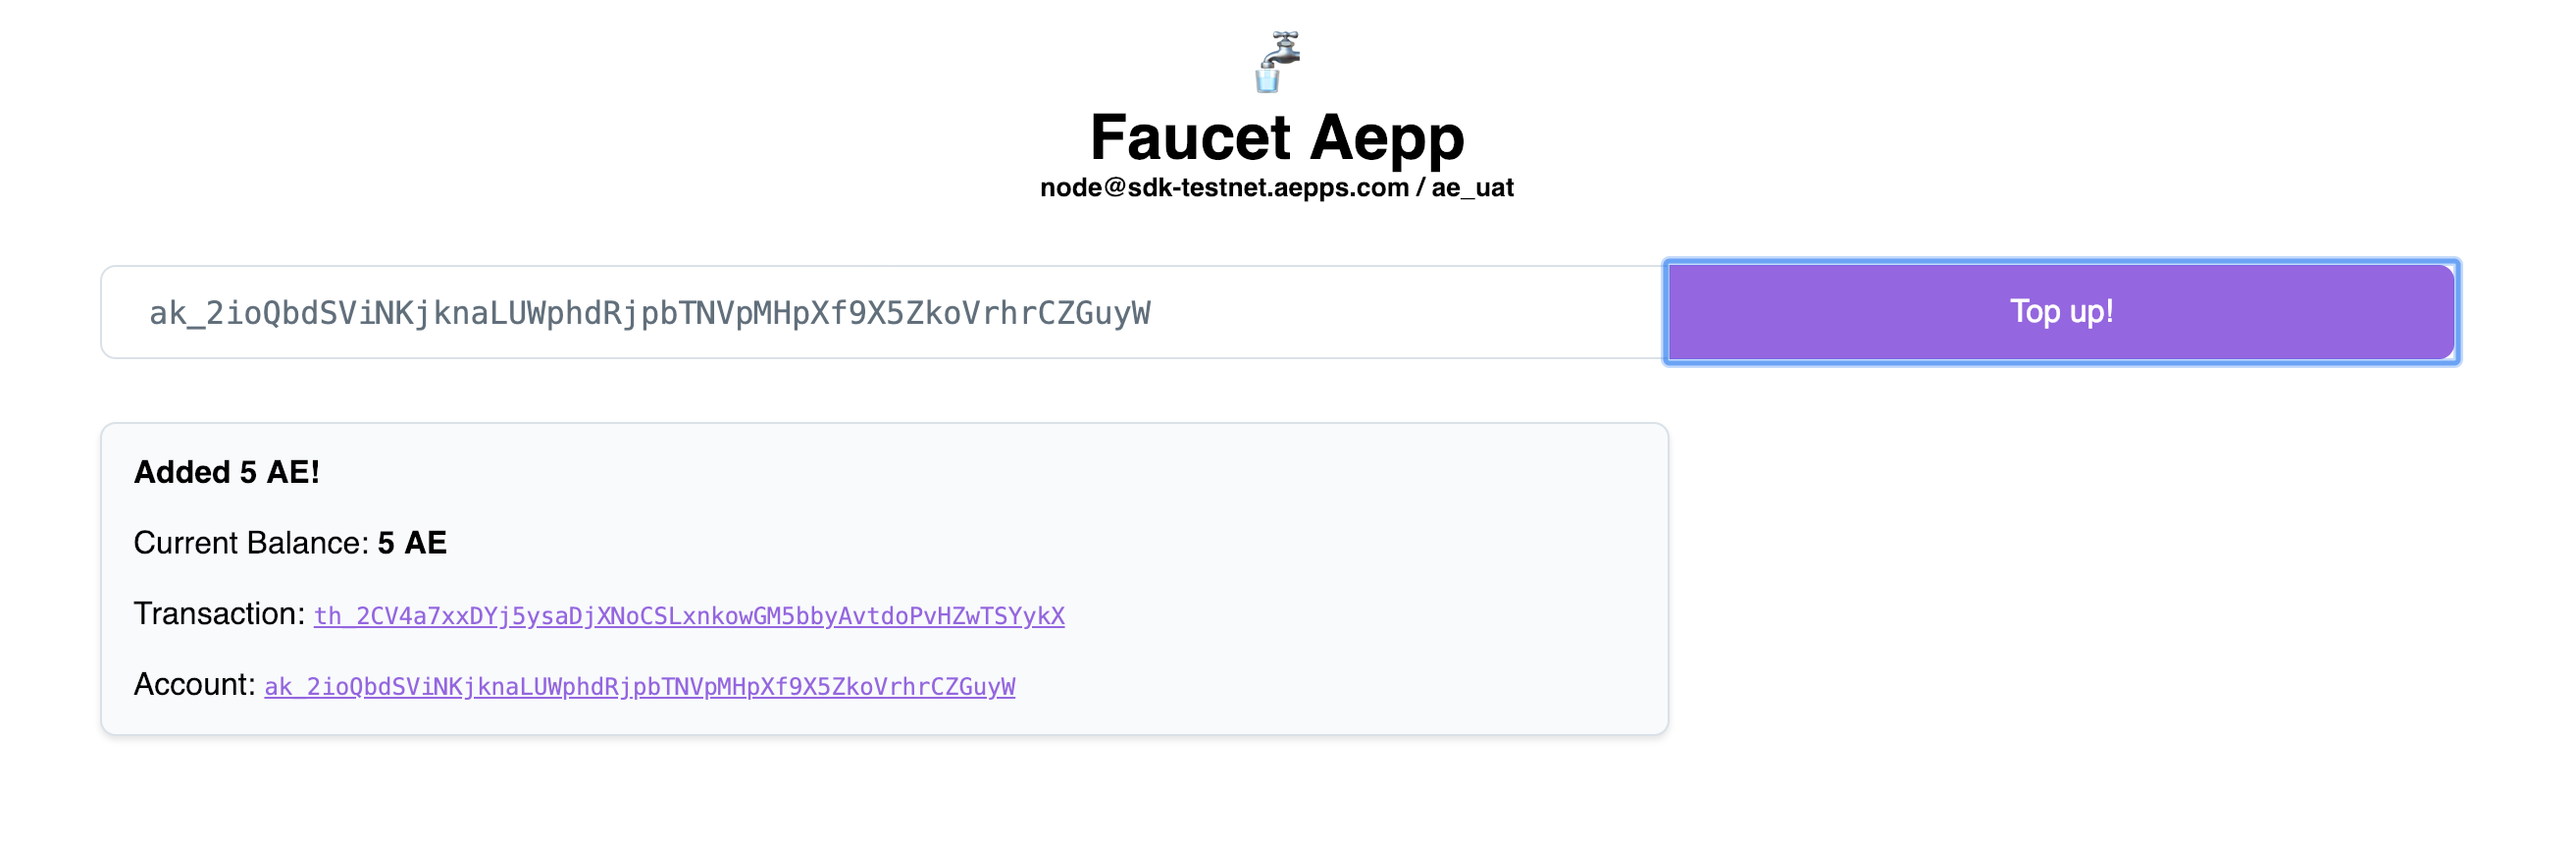 Faucet Aepp
node@sdk-testnet.aepps.com / ae_uat
ak_2ioQbdSViNKjknaLUWphdRjpbTNVpMHpXf9X5ZkoVrhrCZGuyW
Top up!
Added 5 AE!
Current Balance: 5 AE
Transaction: th_2CV4a7xxDYj5ysaDjXNoCSLxnkowGM5bbyAvtdoPvHZwTSYykX
Account: ak_2ioQbdSViNKjknaLUWphdRjpbTNVpMHpXf9X5ZkoVrhrCZGuyW